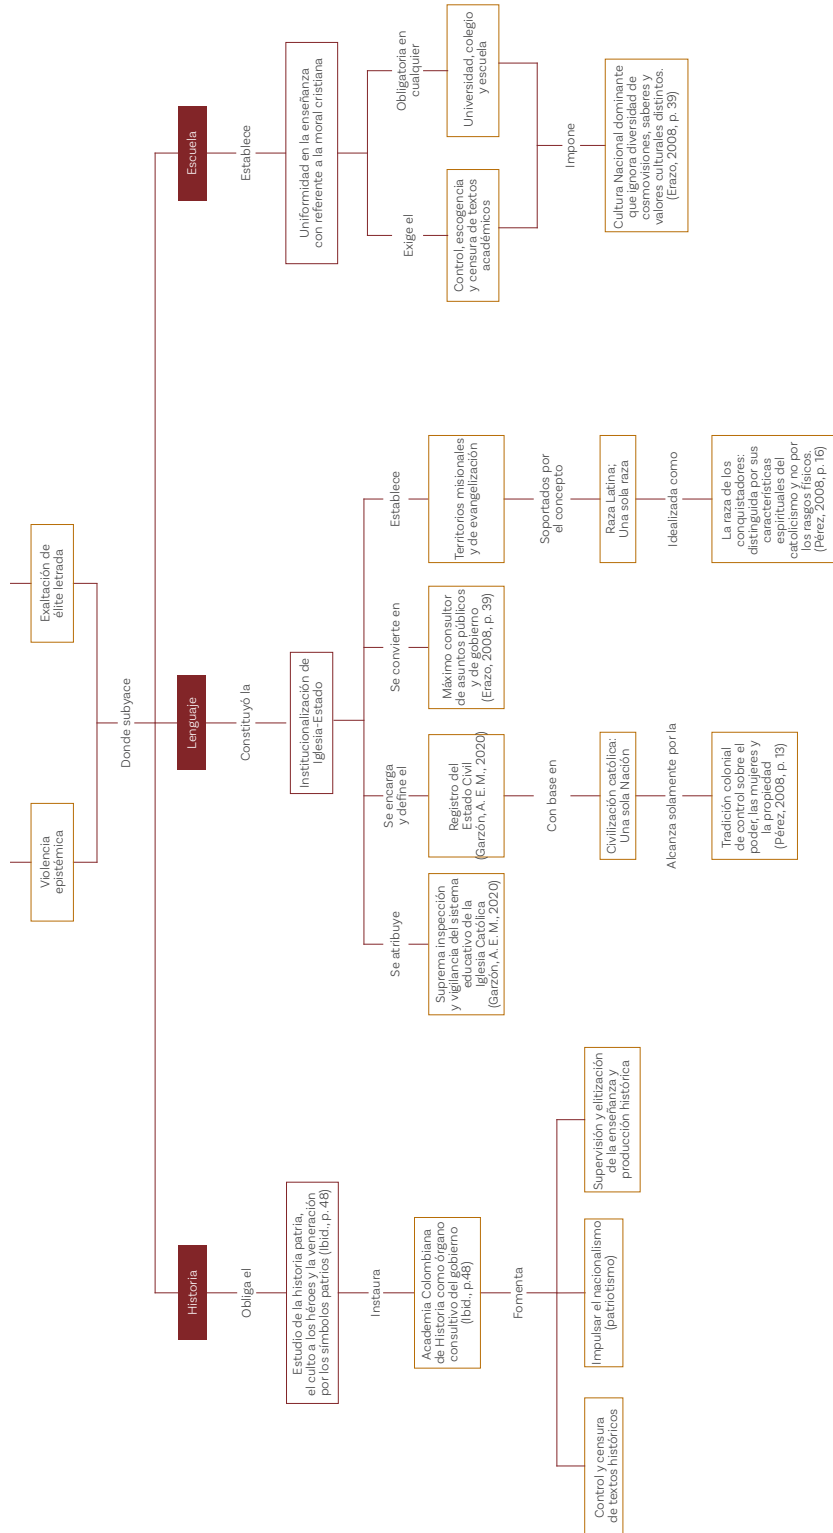 Violencia
epistémica
Exaltación de
élite letrada
Donde subyace
Historia
Obliga el
Estudio de la historia patria,
el culto a los héroes y la veneración
por los símbolos patrios (Ibid., p. 48)
Instaura
Academia Colombiana
de Historia como órgano
consultivo del gobierno
(Ibid., p.48)
Fomenta
Control y censura
de textos históricos
Impulsar el nacionalismo
(patriotismo)
Supervisión y elitización
de la enseñanza y
producción histórica
Lenguaje
Constituyó la
Institucionalización de
Iglesia-Estado
Se atribuye
Suprema inspección
y vigilancia del sistema
educativo de la
Iglesia Católica
(Garzón, A. E. M., 2020)
Se encarga
y define el
Registro del
Estado Civil
(Garzón, A. E. M., 2020)
Con base en
Civilización católica:
Una sola Nación
Alcanza solamente por la
Tradición colonial
de control sobre el
poder, las mujeres y
la propiedad
(Pérez, 2008, p. 13)
Se convierte en
Máximo consultor
de asuntos públicos
y de gobierno
(Erazo, 2008, p. 39)
Establece
Territorios misionales
y de evangelización
Soportados por
el concepto
Raza Latina;
Una sola raza
Idealizada como
La raza de los
conquistadores:
distinguida por sus
características
espirituales del
catolicismo y no por
los rasgos físicos.
(Pérez, 2008, p. 16)
Escuela
Establece
Uniformidad en la enseñanza
con referente a la moral cristiana
Exige el
Control, escogencia
y censura de textos
académicos
Obligatoria en
cualquier
Universidad, colegio
y escuela
Impone
Cultura Nacional dominante
que ignora diversidad de
cosmovisiones, saberes y
valores culturales distintos.
(Erazo, 2008, p. 39)